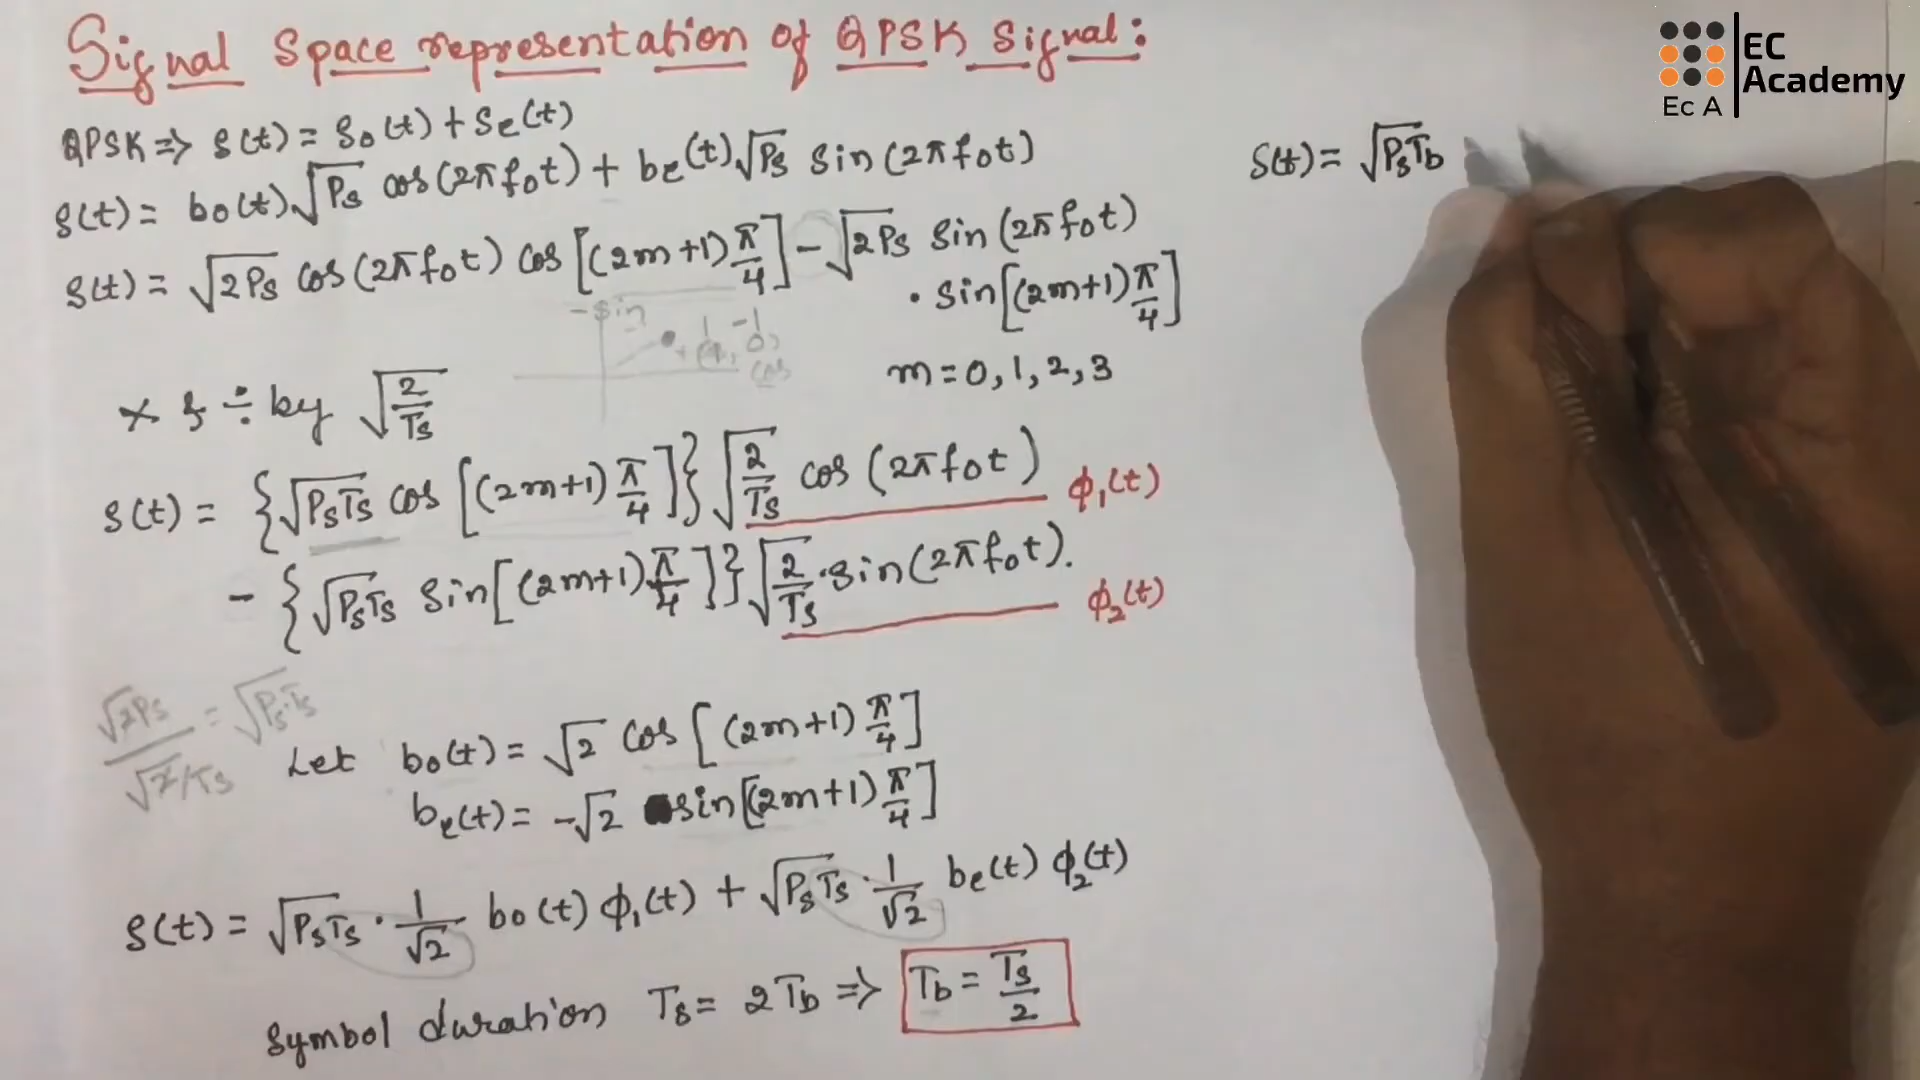 Signal Space representation of QPSK Signal:
EC
Academy
Ec A
QPSK => s(t) = so(t) + se(t)
s(t) = bo(t)√Ps cos(2πfot) + be(t)√Ps sin(2πfot)
s(t) = √2Ps cos(2πfot) cos[(2m+1)π/4] - √2Ps sin(2πfot)
· sin[(2m+1)π/4]
-sin
cos
m = 0, 1, 2, 3
× & ÷ by √2/Ts
s(t) = {√PsTs cos[(2m+1)π/4]} √2/Ts cos(2πfot) ϕ1(t)
- {√PsTs sin[(2m+1)π/4]} √2/Ts · sin(2πfot). ϕ2(t)
√2Ps/√2/Ts = √Ps·Ts
Let bo(t) = √2 cos[(2m+1)π/4]
be(t) = -√2 sin[(2m+1)π/4]
s(t) = √PsTs · 1/√2 bo(t) ϕ1(t) + √PsTs · 1/√2 be(t) ϕ2(t)
Symbol duration Ts = 2Tb => Tb = Ts/2
S(t) = √PsTb